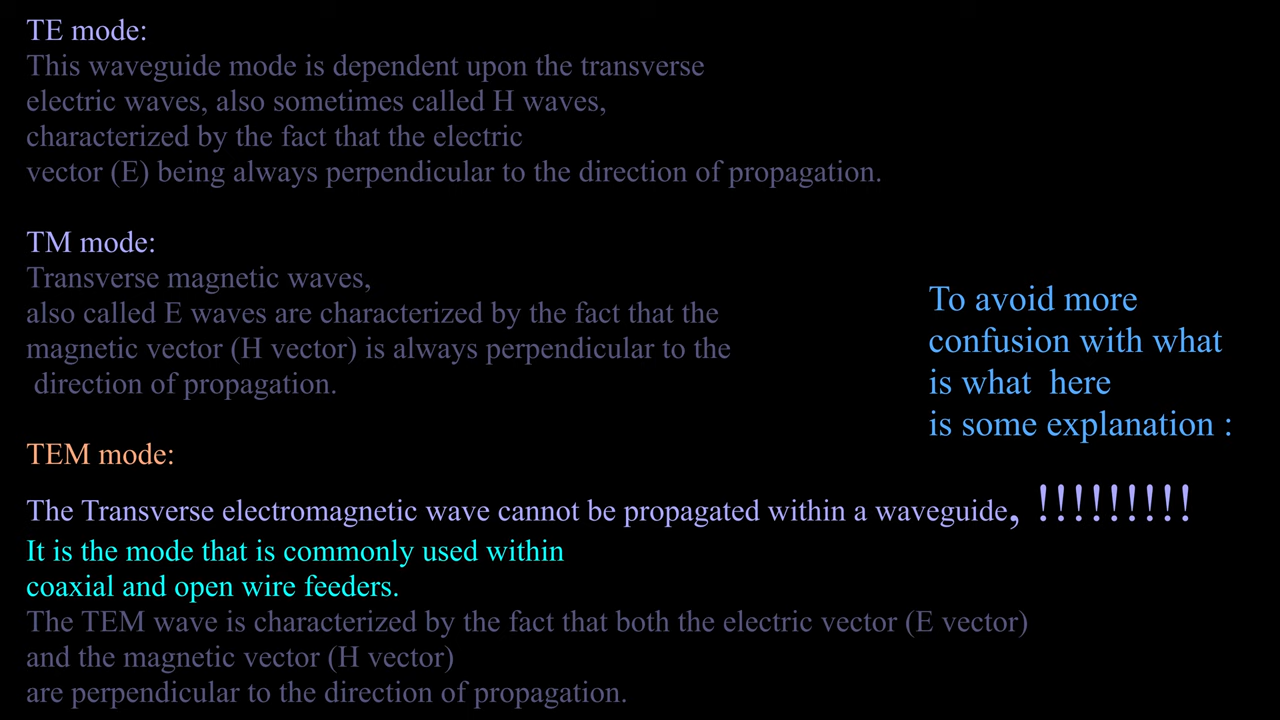 TE mode:
This waveguide mode is dependent upon the transverse
electric waves, also sometimes called H waves,
characterized by the fact that the electric
vector (E) being always perpendicular to the direction of propagation.
TM mode:
Transverse magnetic waves,
also called E waves are characterized by the fact that the
magnetic vector (H vector) is always perpendicular to the
direction of propagation.
To avoid more
confusion with what
is what here
is some explanation :
TEM mode:
The Transverse electromagnetic wave cannot be propagated within a waveguide, !!!!!!!!!
It is the mode that is commonly used within
coaxial and open wire feeders.
The TEM wave is characterized by the fact that both the electric vector (E vector)
and the magnetic vector (H vector)
are perpendicular to the direction of propagation.